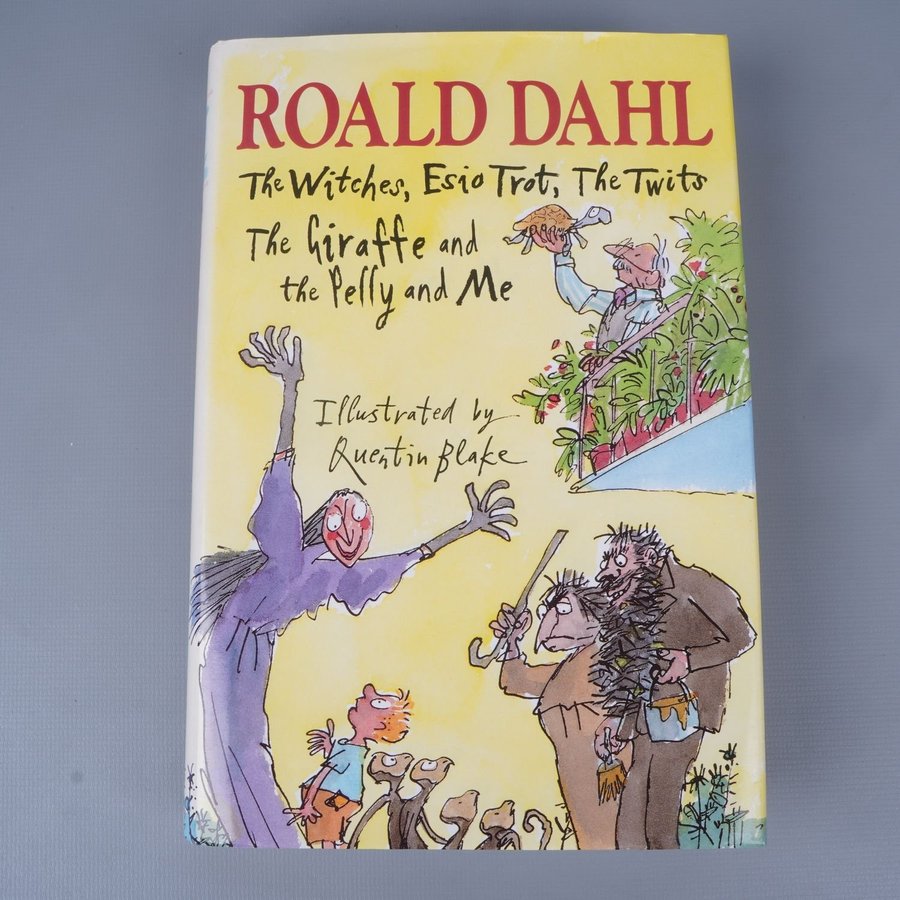 ROALD DAHL
The Witches, Esio Trot, The Twits
The Giraffe and
the Pelly and Me
Illustrated by
Quentin Blake